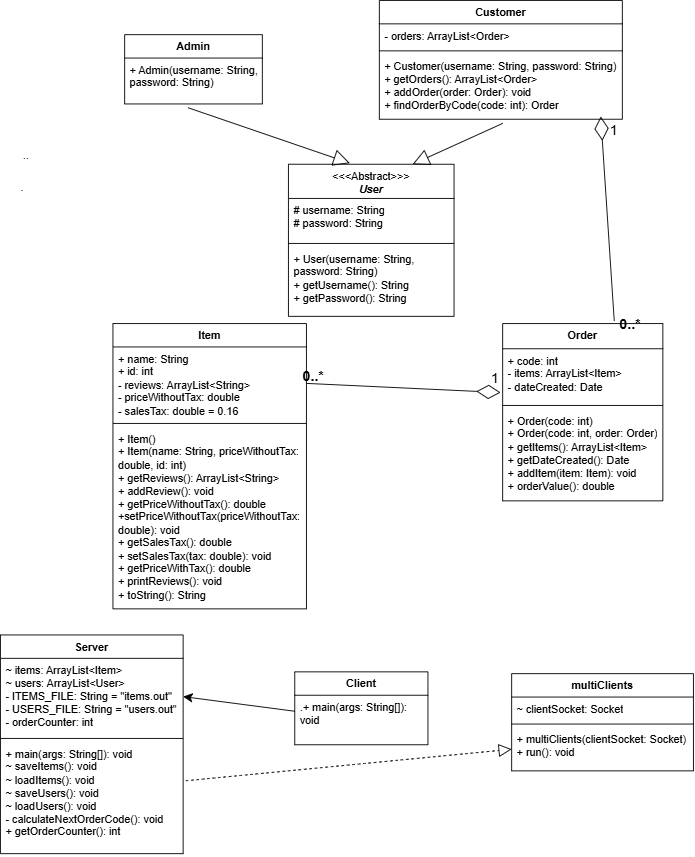 Customer
- orders: ArrayList<Order>
+ Customer(username: String, password: String)
+ getOrders(): ArrayList<Order>
+ addOrder(order: Order): void
+ findOrderByCode(code: int): Order
Admin
+ Admin(username: String,
password: String)
1
..
.
<<<Abstract>>>
User
# username: String
# password: String
+ User(username: String,
password: String)
+ getUsername(): String
+ getPassword(): String
0..*
Item
+ name: String
+ id: int
- reviews: ArrayList<String>
- priceWithoutTax: double
- salesTax: double = 0.16
+ Item()
+ Item(name: String, priceWithoutTax:
double, id: int)
+ getReviews(): ArrayList<String>
+ addReview(): void
+ getPriceWithoutTax(): double
+setPriceWithoutTax(priceWithoutTax:
double): void
+ getSalesTax(): double
+ setSalesTax(tax: double): void
+ getPriceWithTax(): double
+ printReviews(): void
+ toString(): String
0..*
1
Order
+ code: int
- items: ArrayList<Item>
- dateCreated: Date
+ Order(code: int)
+ Order(code: int, order: Order)
+ getItems(): ArrayList<Item>
+ getDateCreated(): Date
+ addItem(item: Item): void
+ orderValue(): double
Server
~ items: ArrayList<Item>
~ users: ArrayList<User>
- ITEMS_FILE: String = "items.out"
- USERS_FILE: String = "users.out"
- orderCounter: int
+ main(args: String[]): void
~ saveItems(): void
~ loadItems(): void
~ saveUsers(): void
~ loadUsers(): void
- calculateNextOrderCode(): void
+ getOrderCounter(): int
Client
.+ main(args: String[]):
void
multiClients
~ clientSocket: Socket
+ multiClients(clientSocket: Socket)
+ run(): void